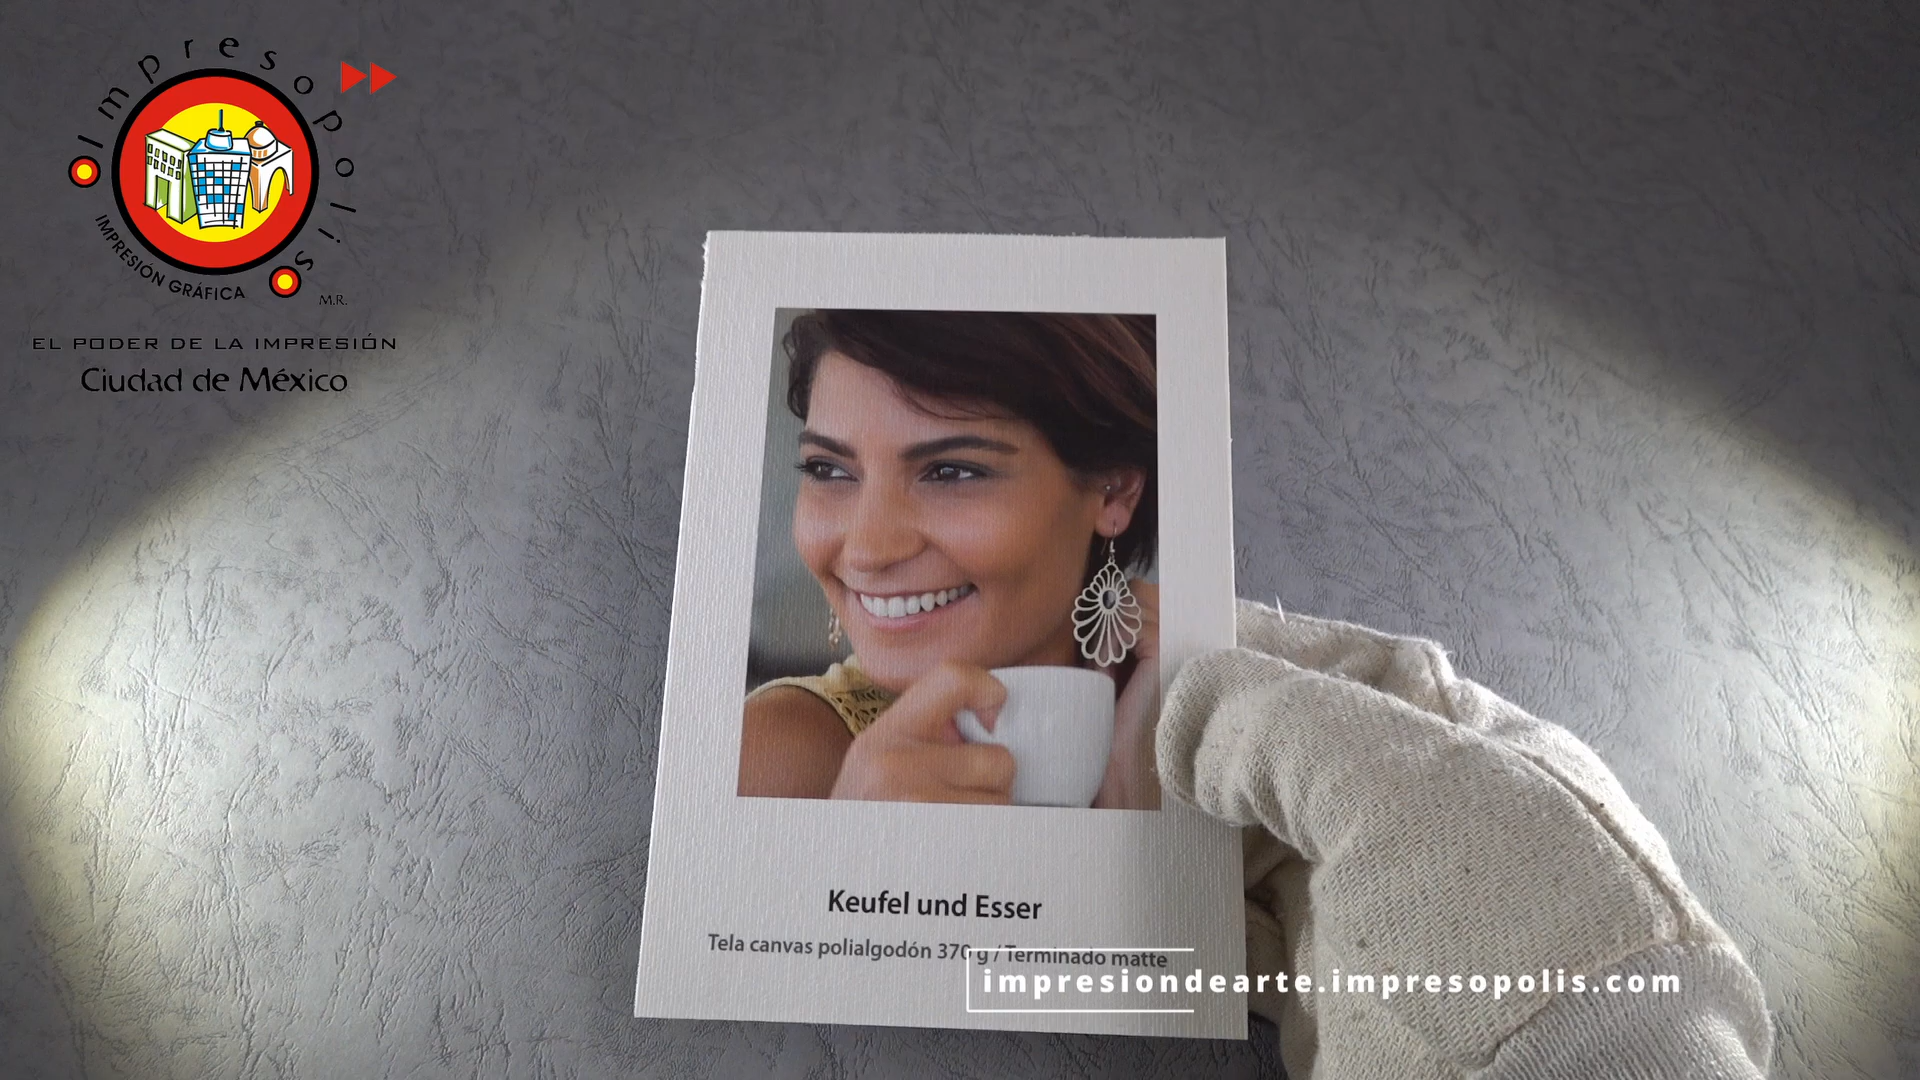 Impresopolis
IMPRESIÓN GRÁFICA
M.R.
EL PODER DE LA IMPRESIÓN
Ciudad de México
Keufel und Esser
Tela canvas polialgodón 370 g / Terminado matte
impresiondearte.impresopolis.com